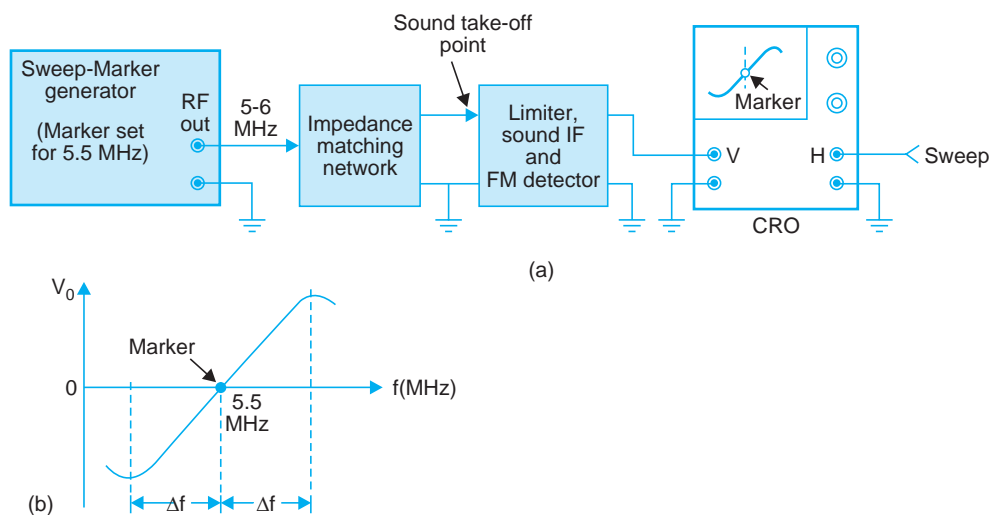 Sound take-off
point
Sweep-Marker
generator
(Marker set
for 5.5 MHz)
RF
out
5-6
MHz
Impedance
matching
network
Limiter,
sound IF
and
FM detector
Marker
V
H
Sweep
CRO
(a)
V0
Marker
0
5.5
MHz
f(MHz)
Δf
Δf
(b)